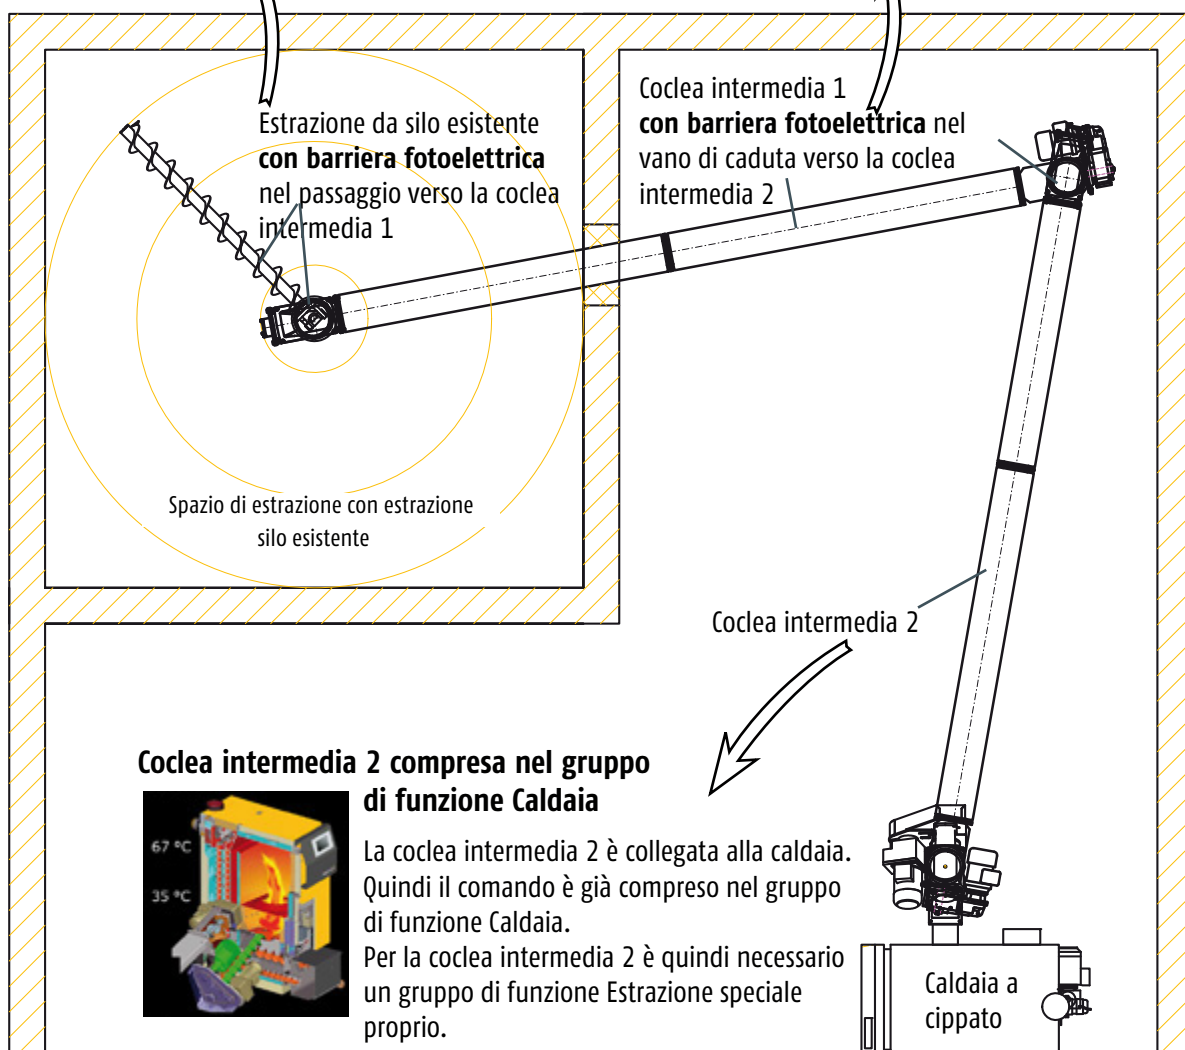 Estrazione da silo esistente
con barriera fotoelettrica
nel passaggio verso la coclea
intermedia 1
Coclea intermedia 1
con barriera fotoelettrica nel
vano di caduta verso la coclea
intermedia 2
Spazio di estrazione con estrazione
silo esistente
Coclea intermedia 2
Coclea intermedia 2 compresa nel gruppo
di funzione Caldaia
67 °C
35 °C
La coclea intermedia 2 è collegata alla caldaia.
Quindi il comando è già compreso nel gruppo
di funzione Caldaia.
Per la coclea intermedia 2 è quindi necessario
un gruppo di funzione Estrazione speciale
proprio.
Caldaia a
cippato